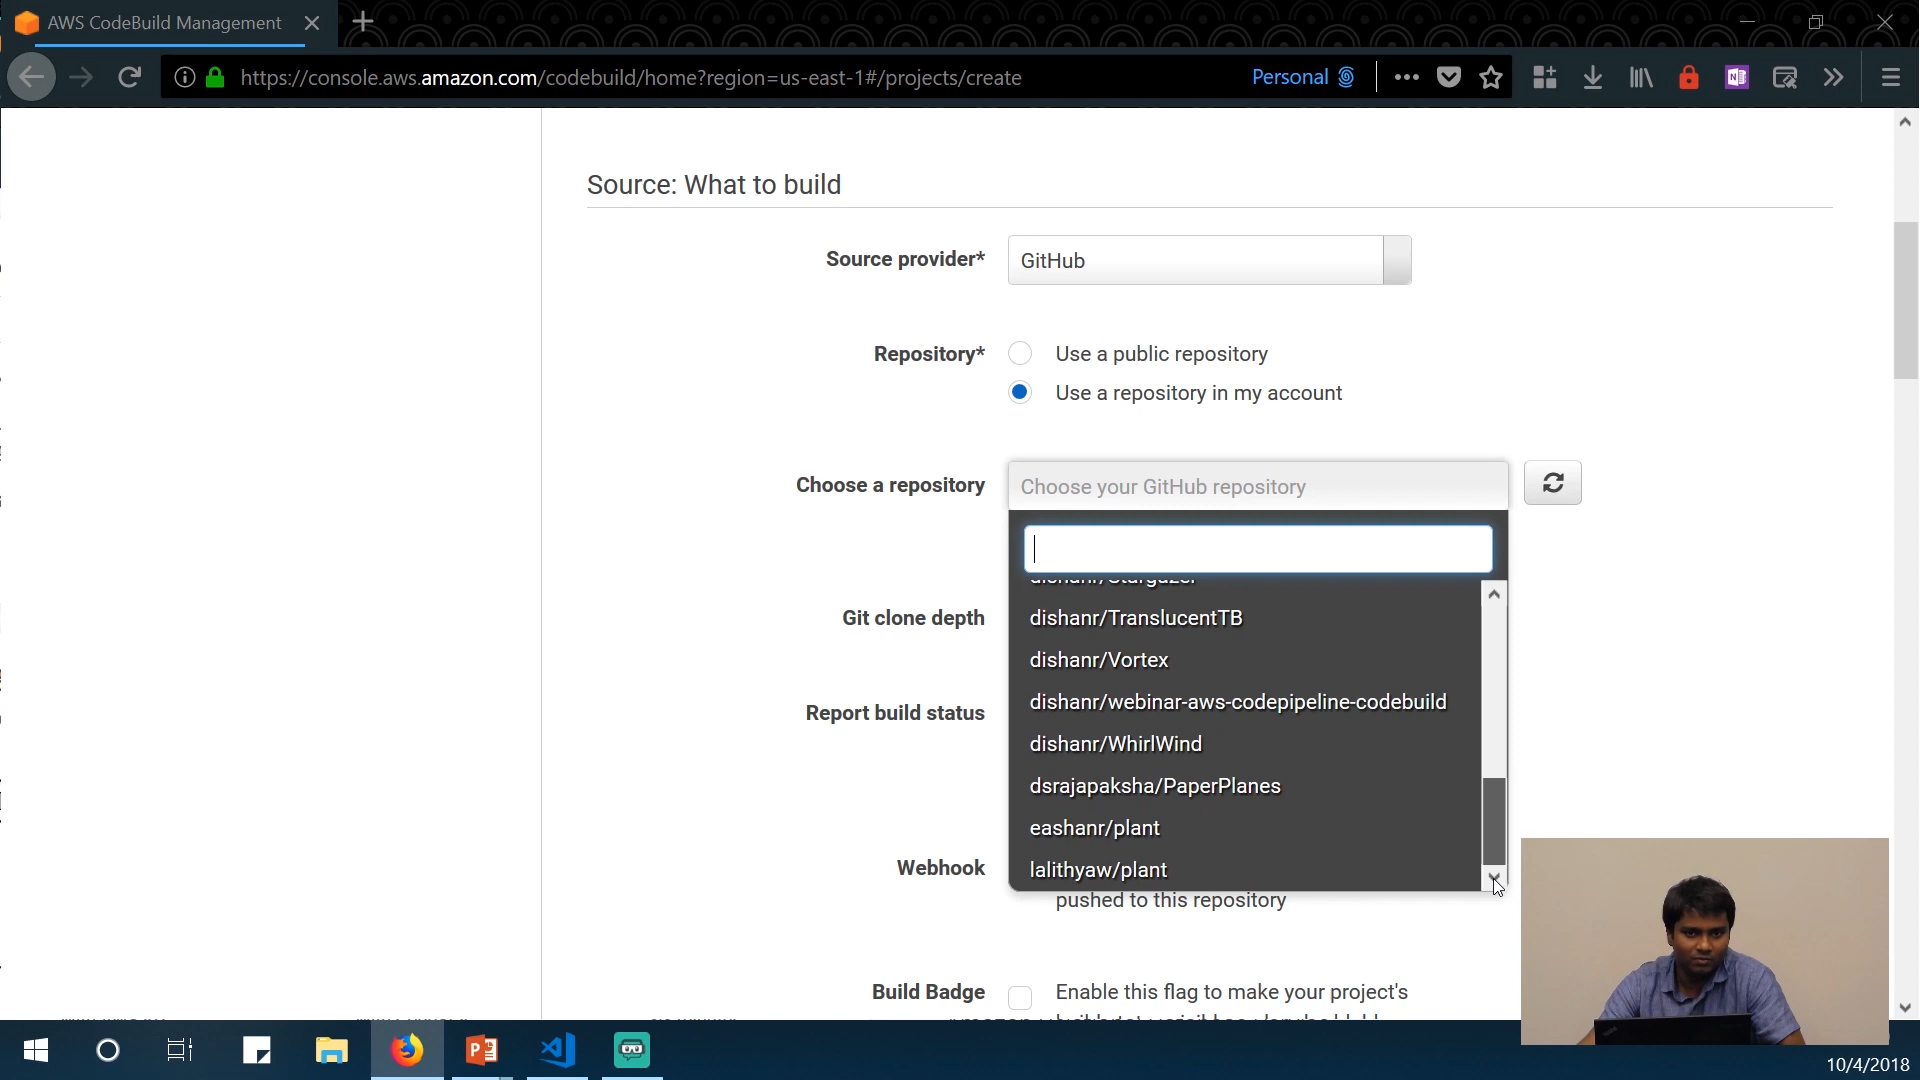 AWS CodeBuild Management
https://console.aws.amazon.com/codebuild/home?region=us-east-1#/projects/create
Personal
Source: What to build
Source provider*
GitHub
Repository*
Use a public repository
Use a repository in my account
Choose a repository
Choose your GitHub repository
dishanr/Stargazer
Git clone depth
dishanr/TranslucentTB
dishanr/Vortex
dishanr/webinar-aws-codepipeline-codebuild
Report build status
dishanr/WhirlWind
dsrajapaksha/PaperPlanes
eashanr/plant
Webhook
lalithyaw/plant
pushed to this repository
Build Badge
Enable this flag to make your project's
10/4/2018